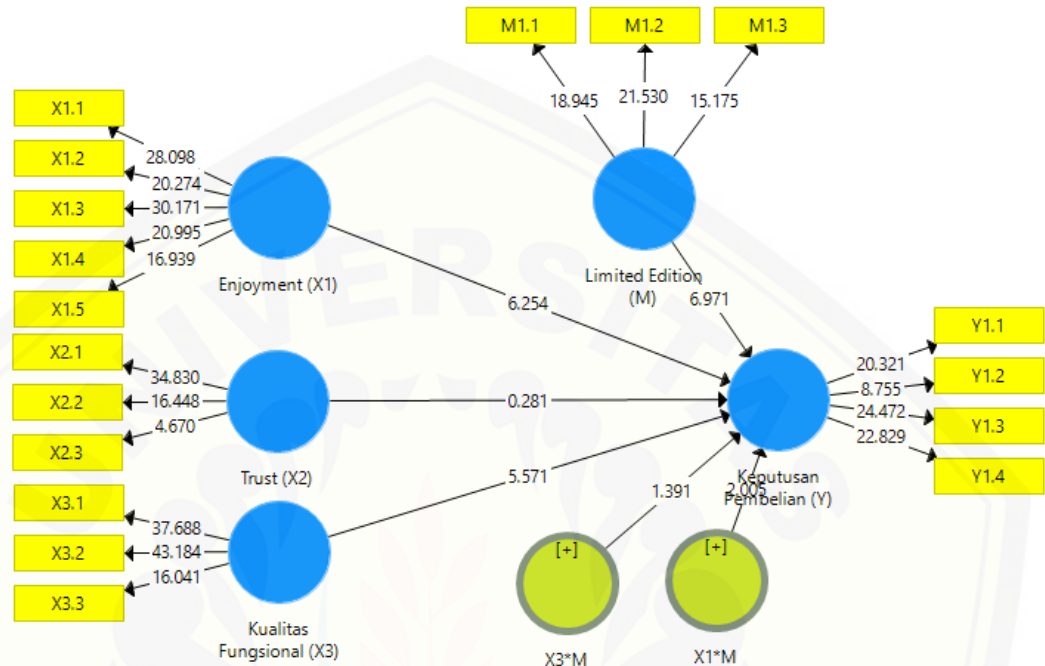 M1.1
M1.2
M1.3
18.945
21.530
15.175
X1.1
X1.2
X1.3
X1.4
X1.5
28.098
20.274
30.171
20.995
16.939
Enjoyment (X1)
Limited Edition
(M)
6.254
6.971
X2.1
X2.2
X2.3
34.830
16.448
4.670
Trust (X2)
0.281
Y1.1
Y1.2
Y1.3
Y1.4
20.321
8.755
24.472
22.829
Keputusan
Pembelian (Y)
X3.1
X3.2
X3.3
37.688
43.184
16.041
Kualitas
Fungsional (X3)
5.571
1.391
2.005
[+]
[+]
X3*M
X1*M
UNIVERSITAS